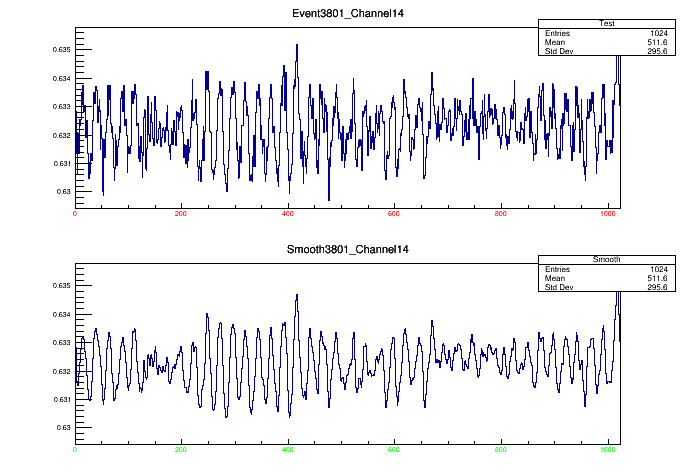 Event3801_Channel14
Test
Entries 1024
Mean 511.6
Std Dev 295.6
0.635
0.634
0.633
0.632
0.631
0.63
0 200 400 600 800 1000
Smooth3801_Channel14
Smooth
Entries 1024
Mean 511.6
Std Dev 295.6
0.635
0.634
0.633
0.632
0.631
0.63
0 200 400 600 800 1000